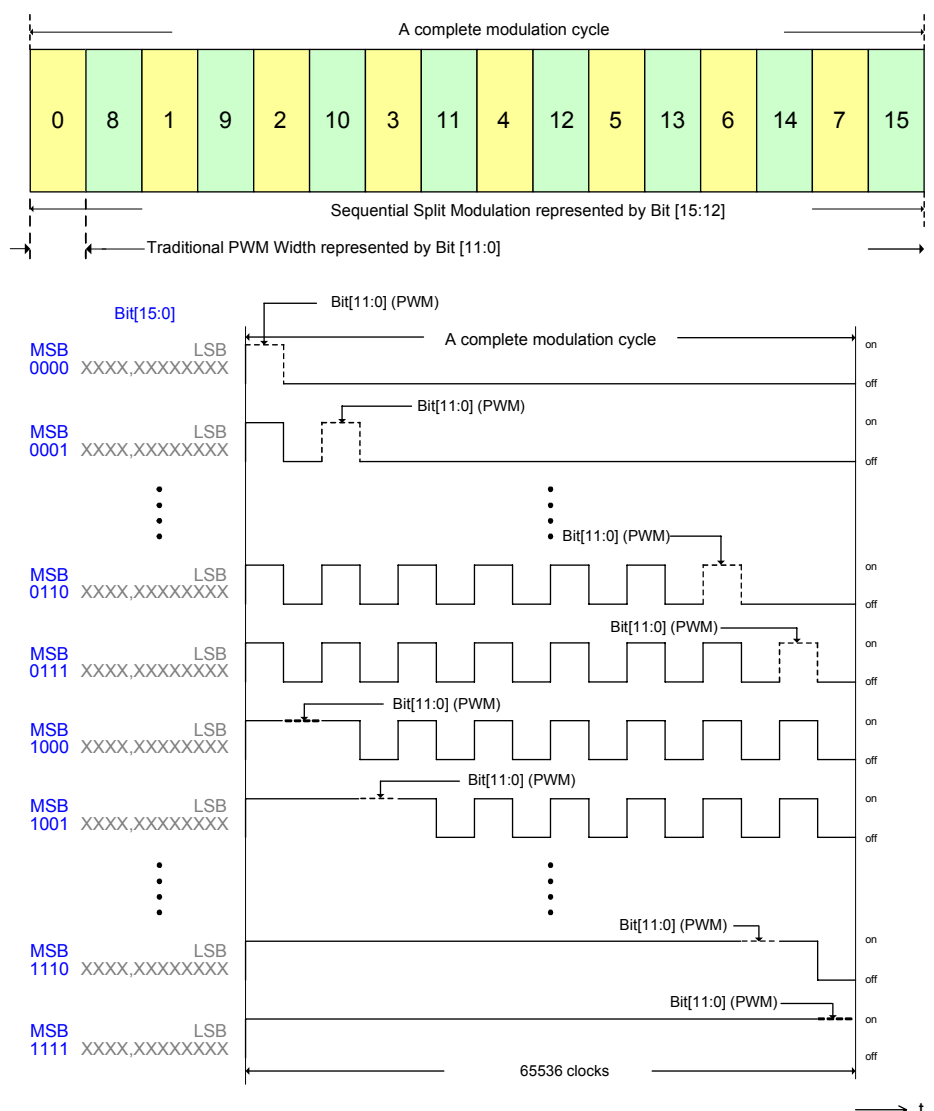 A complete modulation cycle
0 8 1 9 2 10 3 11 4 12 5 13 6 14 7 15
Sequential Split Modulation represented by Bit [15:12]
Traditional PWM Width represented by Bit [11:0]
Bit[11:0] (PWM)
Bit[15:0]
A complete modulation cycle
MSB LSB on
0000 XXXX,XXXXXXXX off
Bit[11:0] (PWM)
MSB LSB on
0001 XXXX,XXXXXXXX off
Bit[11:0] (PWM)
MSB LSB on
0110 XXXX,XXXXXXXX off
Bit[11:0] (PWM)
MSB LSB on
0111 XXXX,XXXXXXXX off
Bit[11:0] (PWM)
MSB LSB on
1000 XXXX,XXXXXXXX off
Bit[11:0] (PWM)
MSB LSB on
1001 XXXX,XXXXXXXX off
Bit[11:0] (PWM)
MSB LSB on
1110 XXXX,XXXXXXXX off
Bit[11:0] (PWM)
MSB LSB on
1111 XXXX,XXXXXXXX off
65536 clocks
t